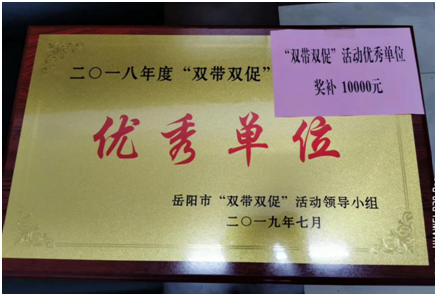 二〇一八年度“双带双促”
“双带双促”活动优秀单位
奖补 10000元
优秀单位
岳阳市“双带双促”活动领导小组
二〇一九年七月